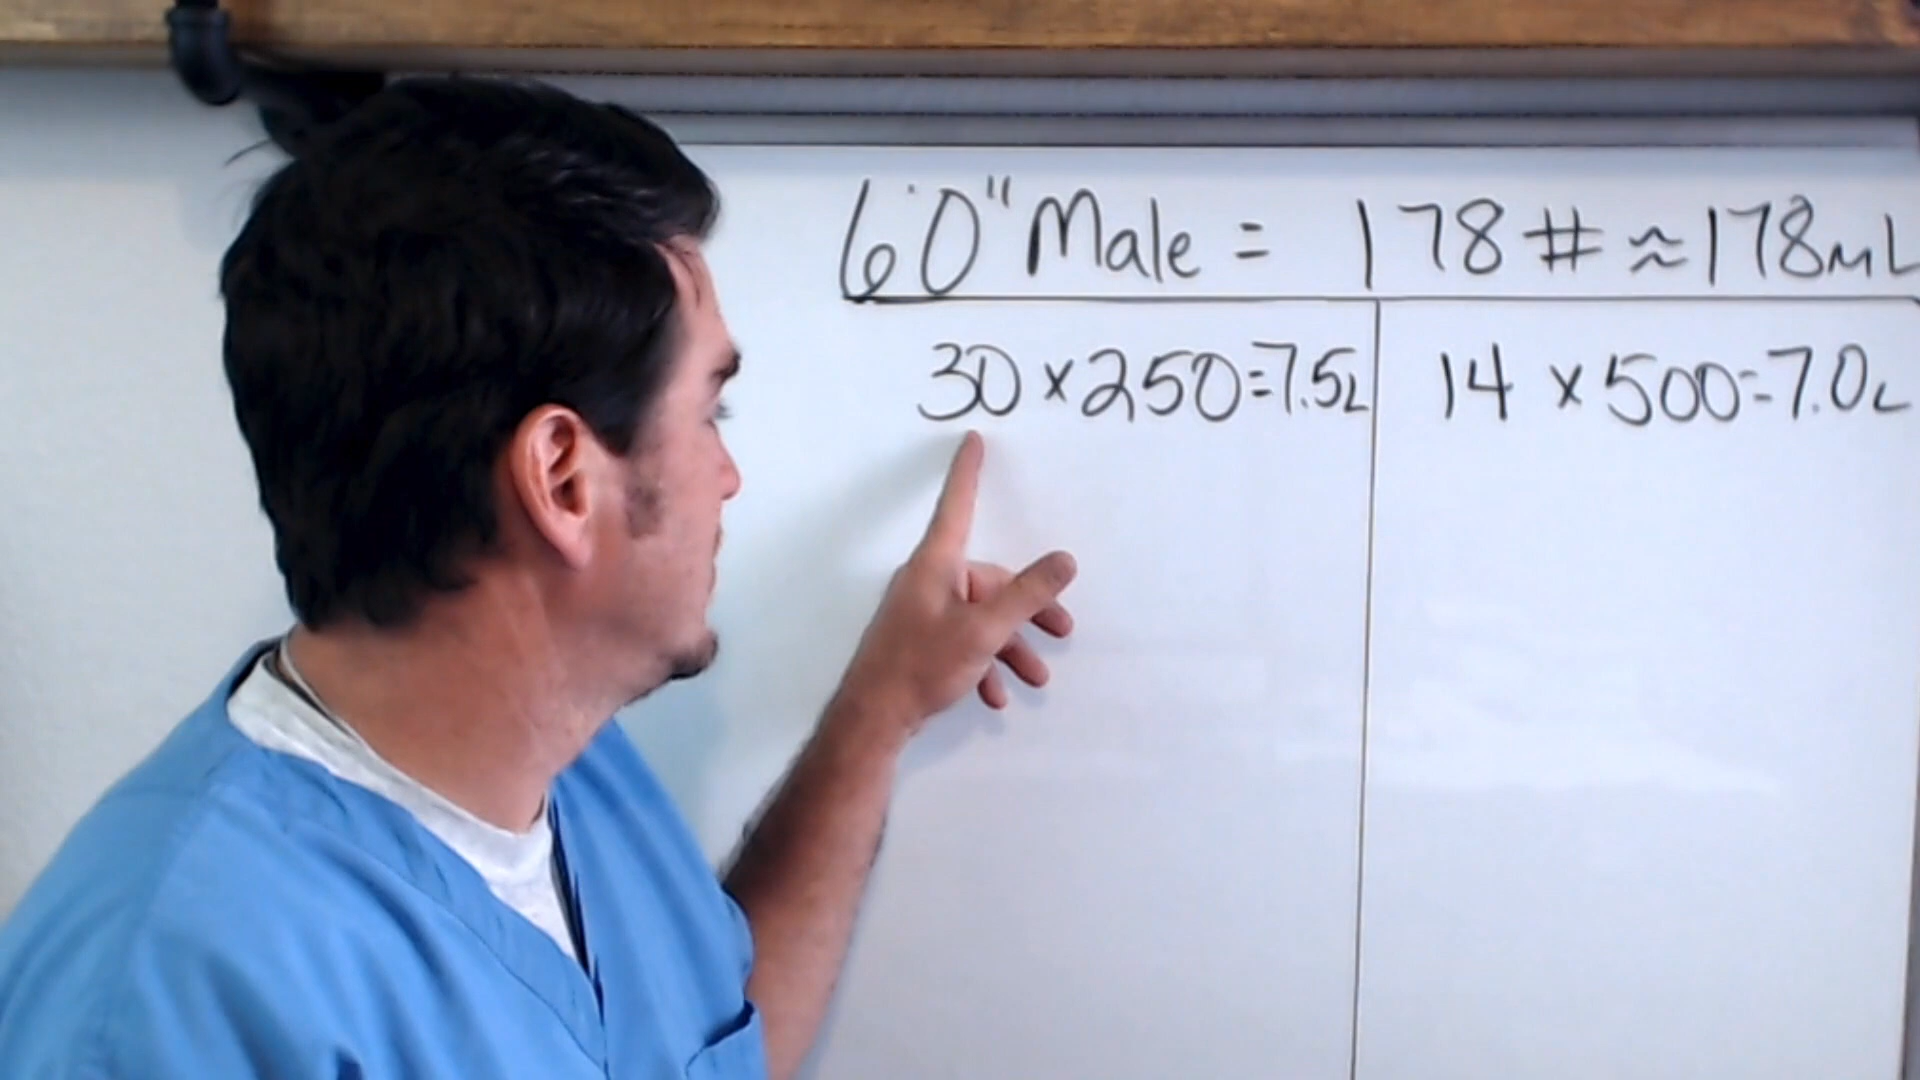 6'0" Male = 178 # ≈ 178mL
30 × 250 = 7.5L
14 × 500 = 7.0L